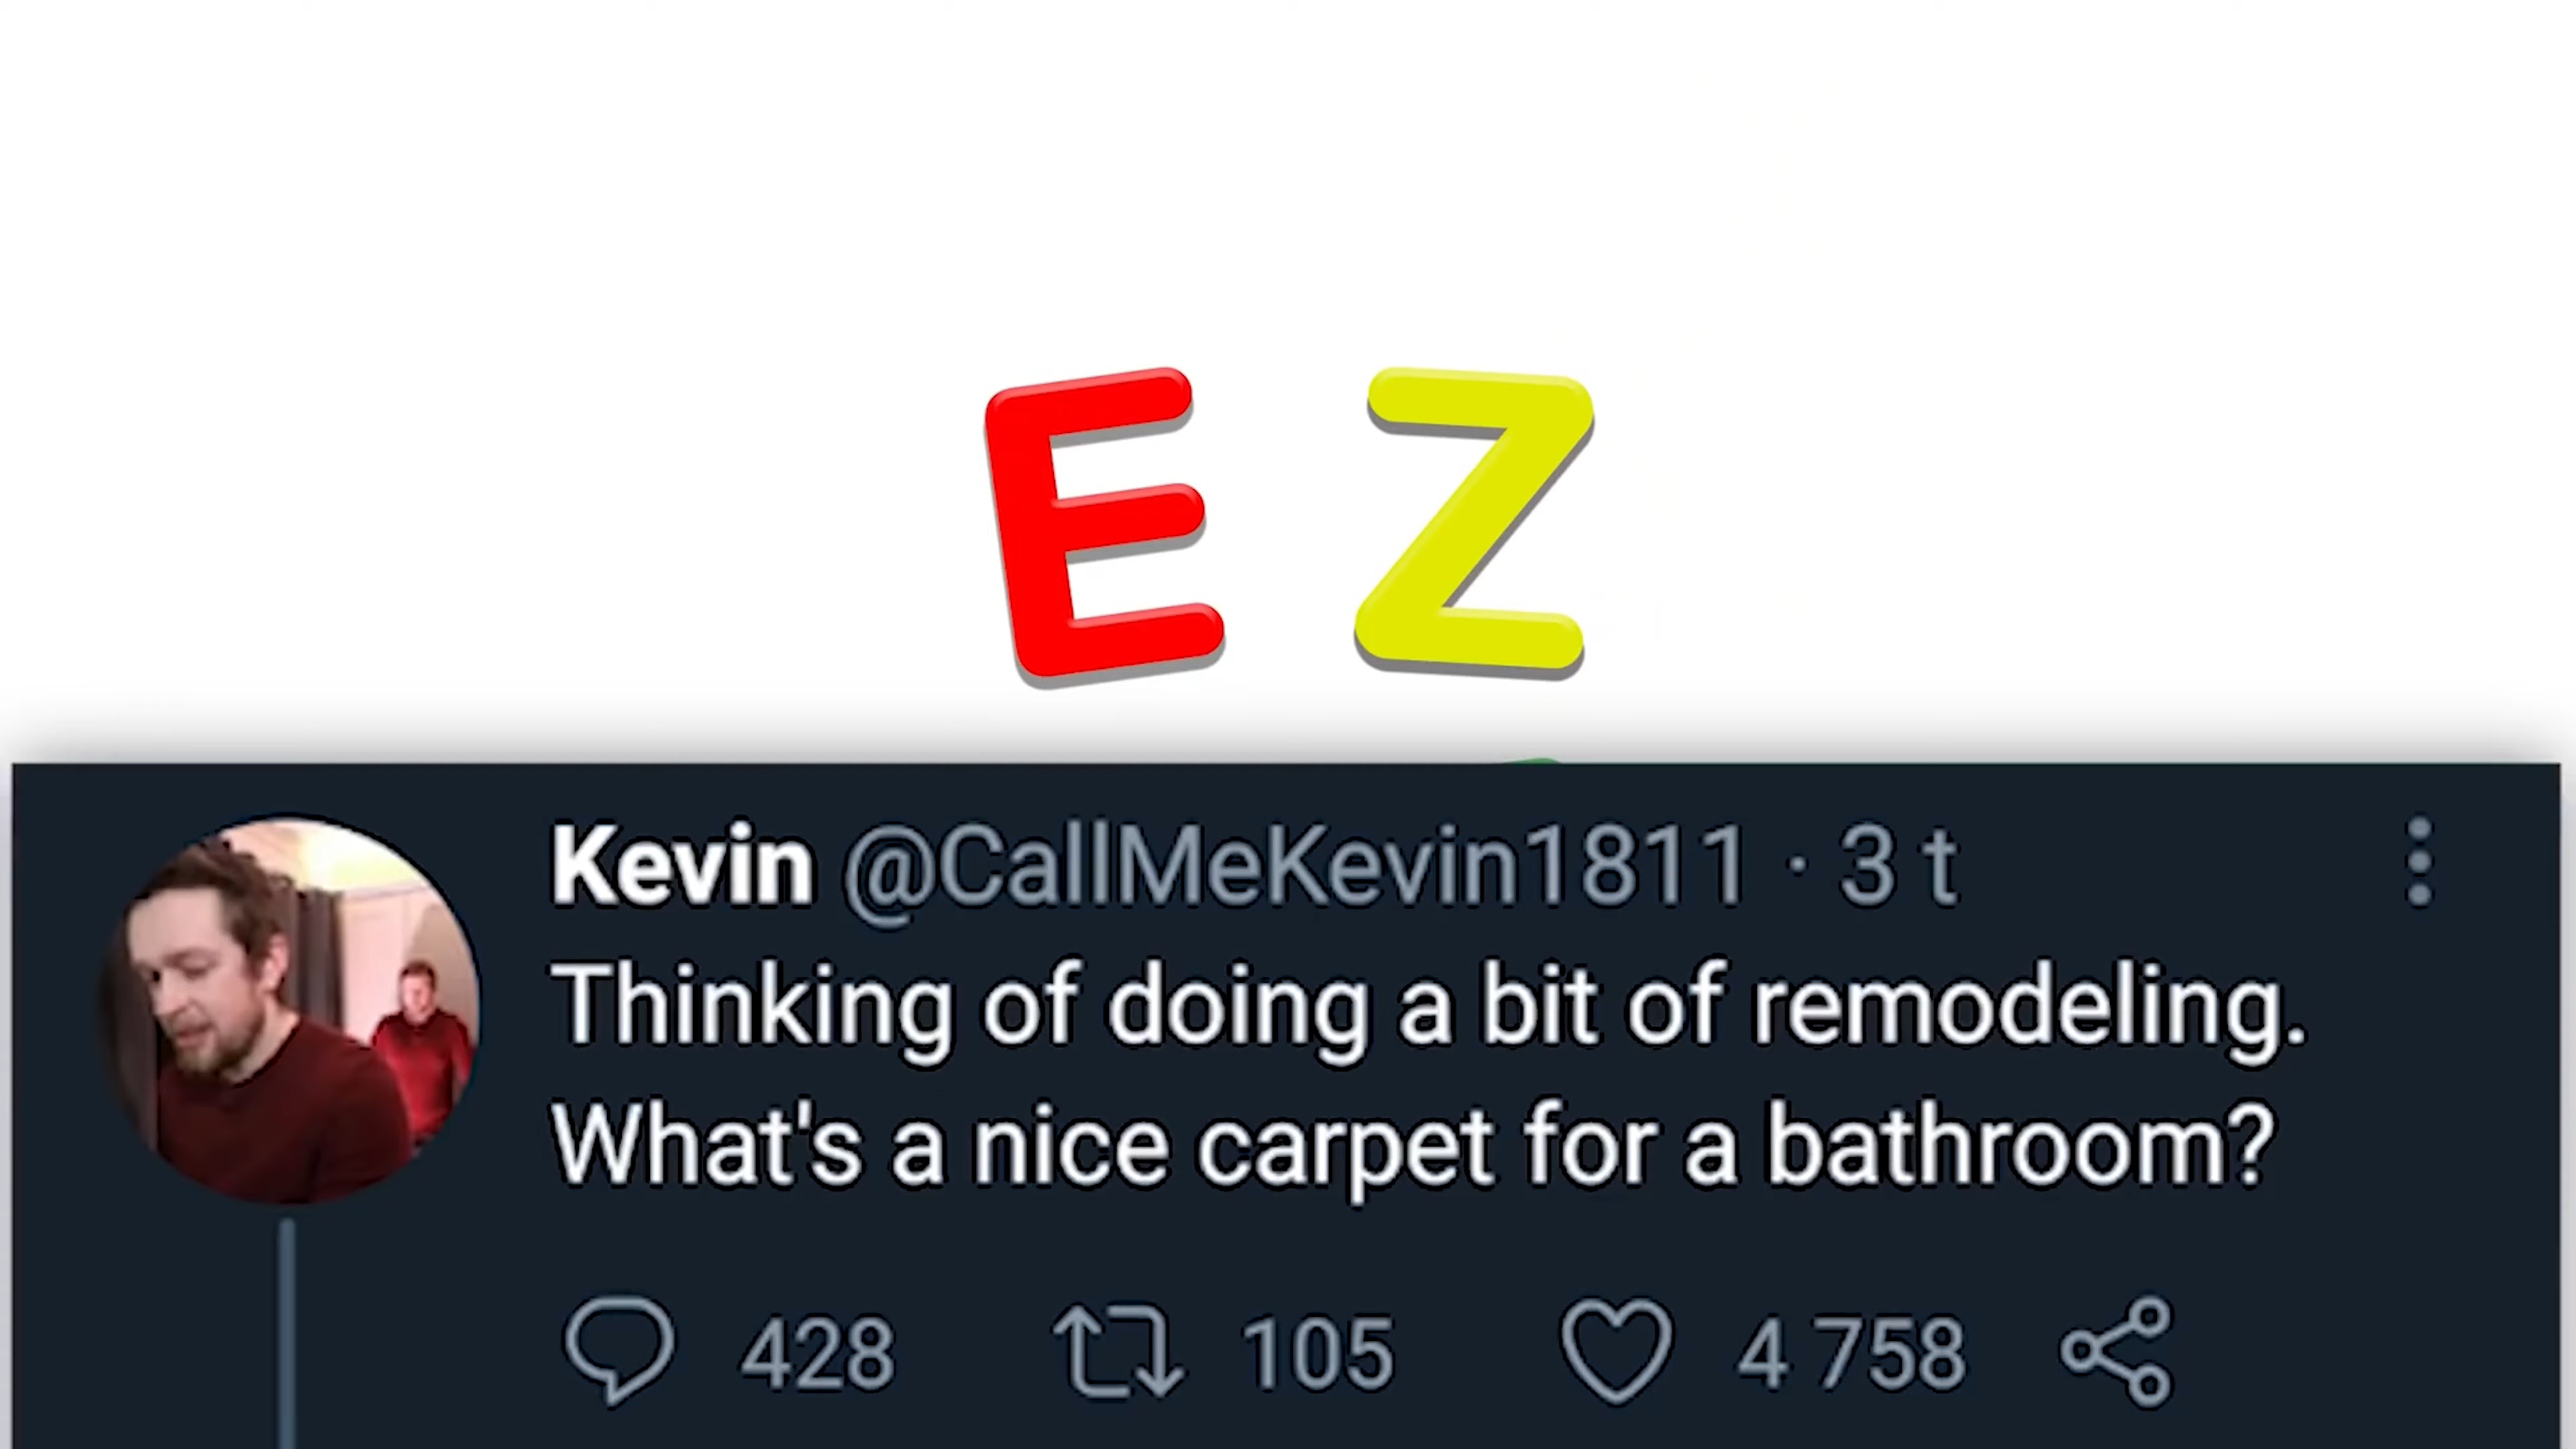 E Z
Kevin @CallMeKevin1811 · 3 t
Thinking of doing a bit of remodeling.
What's a nice carpet for a bathroom?
428 105 4 758